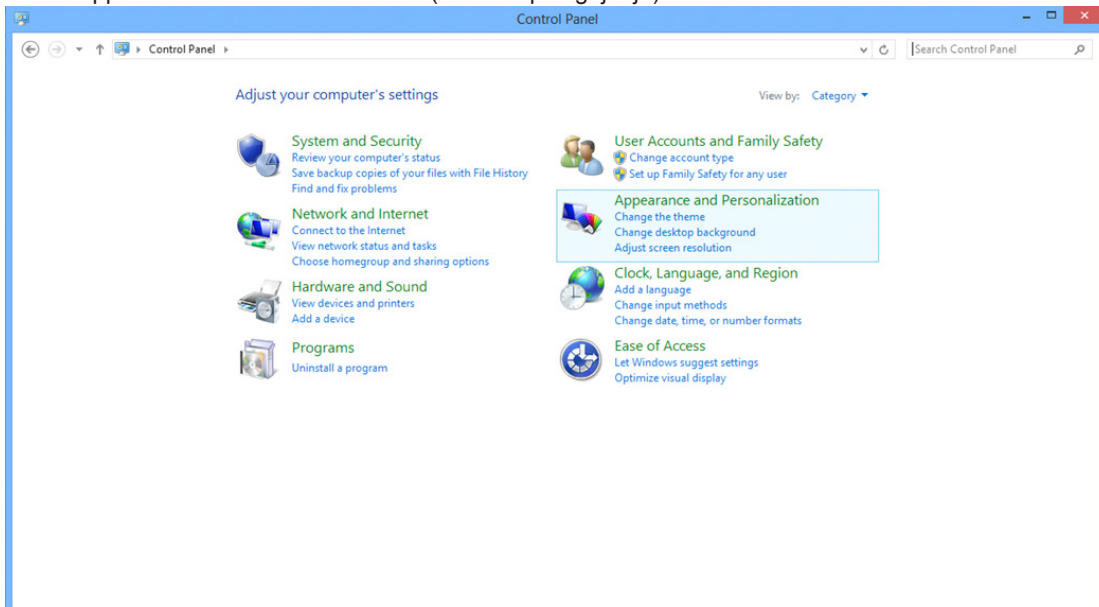 Control Panel
Control Panel
Search Control Panel
Adjust your computer's settings
View by: Category
System and Security
Review your computer's status
Save backup copies of your files with File History
Find and fix problems
Network and Internet
Connect to the Internet
View network status and tasks
Choose homegroup and sharing options
Hardware and Sound
View devices and printers
Add a device
Programs
Uninstall a program
User Accounts and Family Safety
Change account type
Set up Family Safety for any user
Appearance and Personalization
Change the theme
Change desktop background
Adjust screen resolution
Clock, Language, and Region
Add a language
Change input methods
Change date, time, or number formats
Ease of Access
Let Windows suggest settings
Optimize visual display